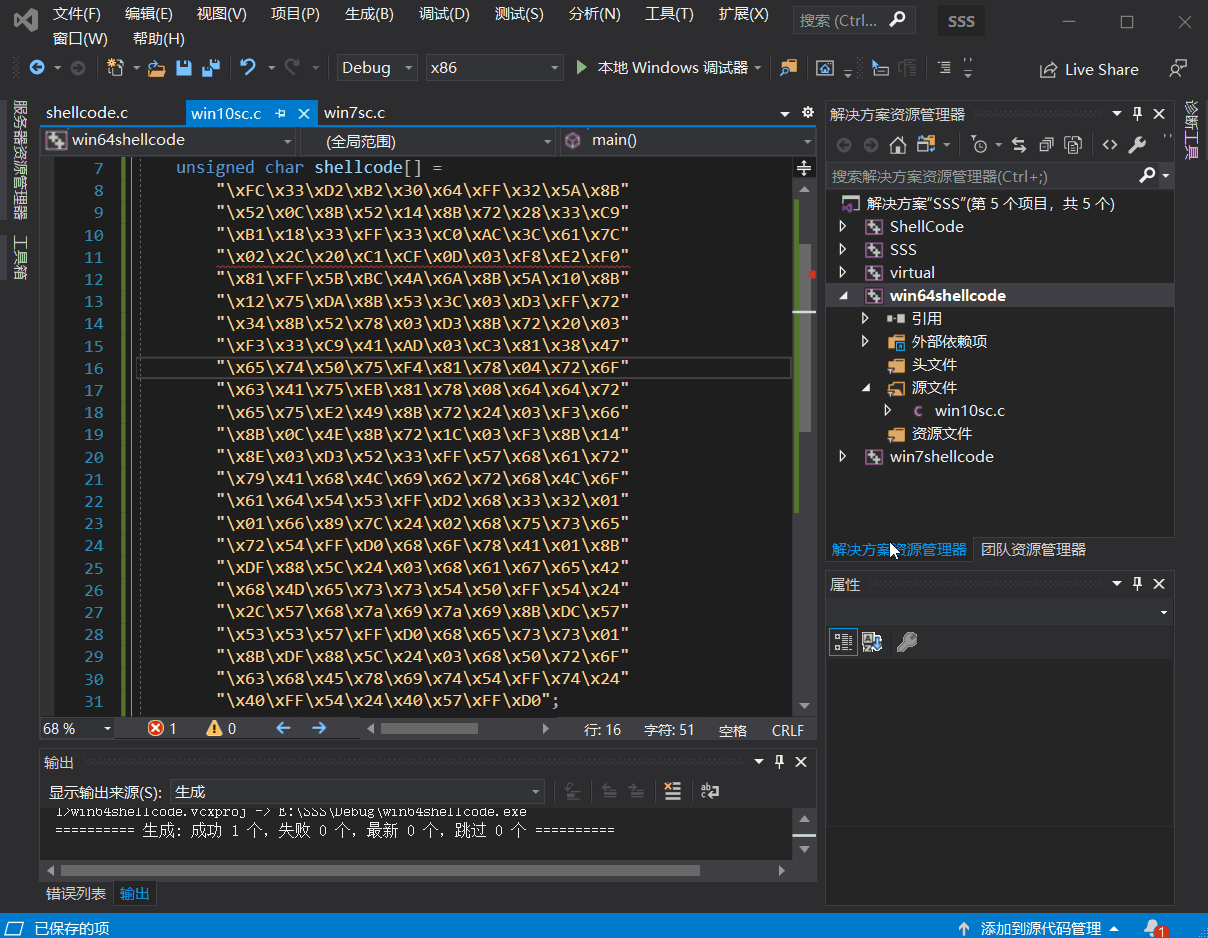 文件(F) 编辑(E) 视图(V) 项目(P) 生成(B) 调试(D) 测试(S) 分析(N) 工具(T) 扩展(X) 搜索 (Ctrl... SSS
窗口(W) 帮助(H)
Debug x86 本地 Windows 调试器 Live Share
服务器资源管理器
工具箱
shellcode.c win10sc.c win7sc.c
win64shellcode (全局范围) main()
7 unsigned char shellcode[] =
8 "\xFC\x33\xD2\xB2\x30\x64\xFF\x32\x5A\x8B"
9 "\x52\x0C\x8B\x52\x14\x8B\x72\x28\x33\xC9"
10 "\xB1\x18\x33\xFF\x33\xC0\xAC\x3C\x61\x7C"
11 "\x02\x2C\x20\xC1\xCF\x0D\x03\xF8\xE2\xF0"
12 "\x81\xFF\x5B\xBC\x4A\x6A\x8B\x5A\x10\x8B"
13 "\x12\x75\xDA\x8B\x53\x3C\x03\xD3\xFF\x72"
14 "\x34\x8B\x52\x78\x03\xD3\x8B\x72\x20\x03"
15 "\xF3\x33\xC9\x41\xAD\x03\xC3\x81\x38\x47"
16 "\x65\x74\x50\x75\xF4\x81\x78\x04\x72\x6F"
17 "\x63\x41\x75\xEB\x81\x78\x08\x64\x64\x72"
18 "\x65\x75\xE2\x49\x8B\x72\x24\x03\xF3\x66"
19 "\x8B\x0C\x4E\x8B\x72\x1C\x03\xF3\x8B\x14"
20 "\x8E\x03\xD3\x52\x33\xFF\x57\x68\x61\x72"
21 "\x79\x41\x68\x4C\x69\x62\x72\x68\x4C\x6F"
22 "\x61\x64\x54\x53\xFF\xD2\x68\x33\x32\x01"
23 "\x01\x66\x89\x7C\x24\x02\x68\x75\x73\x65"
24 "\x72\x54\xFF\xD0\x68\x6F\x78\x41\x01\x8B"
25 "\xDF\x88\x5C\x24\x03\x68\x61\x67\x65\x42"
26 "\x68\x4D\x65\x73\x73\x54\x50\xFF\x54\x24"
27 "\x2C\x57\x68\x7a\x69\x7a\x69\x8B\xDC\x57"
28 "\x53\x53\x57\xFF\xD0\x68\x65\x73\x73\x01"
29 "\x8B\xDF\x88\x5C\x24\x03\x68\x50\x72\x6F"
30 "\x63\x68\x45\x78\x69\x74\x54\xFF\x74\x24"
31 "\x40\xFF\x54\x24\x40\x57\xFF\xD0";
68 % 1 0 行: 16 字符: 51 空格 CRLF
输出
显示输出来源(S): 生成
1>win64shellcode.vcxproj -> E:\SSS\Debug\win64shellcode.exe
========== 生成: 成功 1 个，失败 0 个，最新 0 个，跳过 0 个 ==========
错误列表 输出
解决方案资源管理器
搜索解决方案资源管理器(Ctrl+;)
解决方案"SSS"(第 5 个项目，共 5 个)
ShellCode
SSS
virtual
win64shellcode
引用
外部依赖项
头文件
源文件
win10sc.c
资源文件
win7shellcode
解决方案资源管理器 团队资源管理器
属性
诊断工具
已保存的项 添加到源代码管理 1